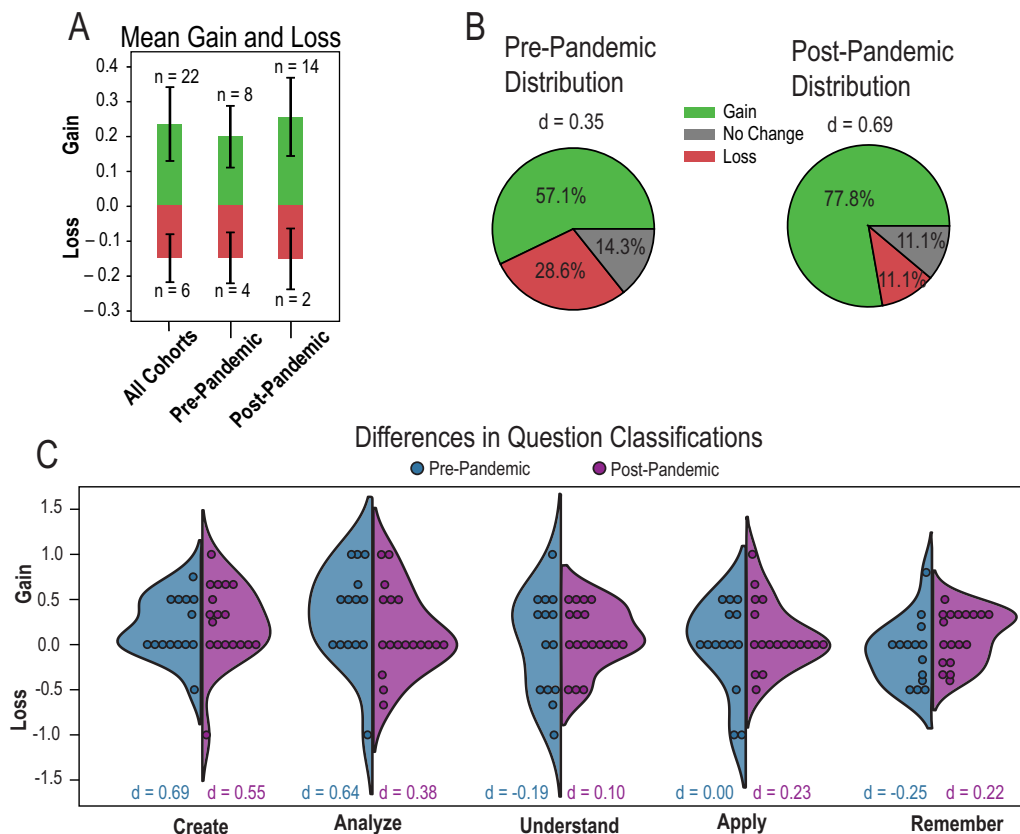 A
Mean Gain and Loss
0.4
0.3
0.2
0.1
0.0
– 0.1
– 0.2
– 0.3
Gain
Loss
n = 22
n = 8
n = 14
n = 6
n = 4
n = 2
All Cohorts
Pre-Pandemic
Post-Pandemic
B
Pre-Pandemic
Distribution
d = 0.35
57.1%
14.3%
28.6%
Gain
No Change
Loss
Post-Pandemic
Distribution
d = 0.69
77.8%
11.1%
11.1%
C
Differences in Question Classifications
Pre-Pandemic
Post-Pandemic
1.5
1.0
0.5
0.0
-0.5
-1.0
-1.5
Gain
Loss
d = 0.69
d = 0.55
d = 0.64
d = 0.38
d = -0.19
d = 0.10
d = 0.00
d = 0.23
d = -0.25
d = 0.22
Create
Analyze
Understand
Apply
Remember